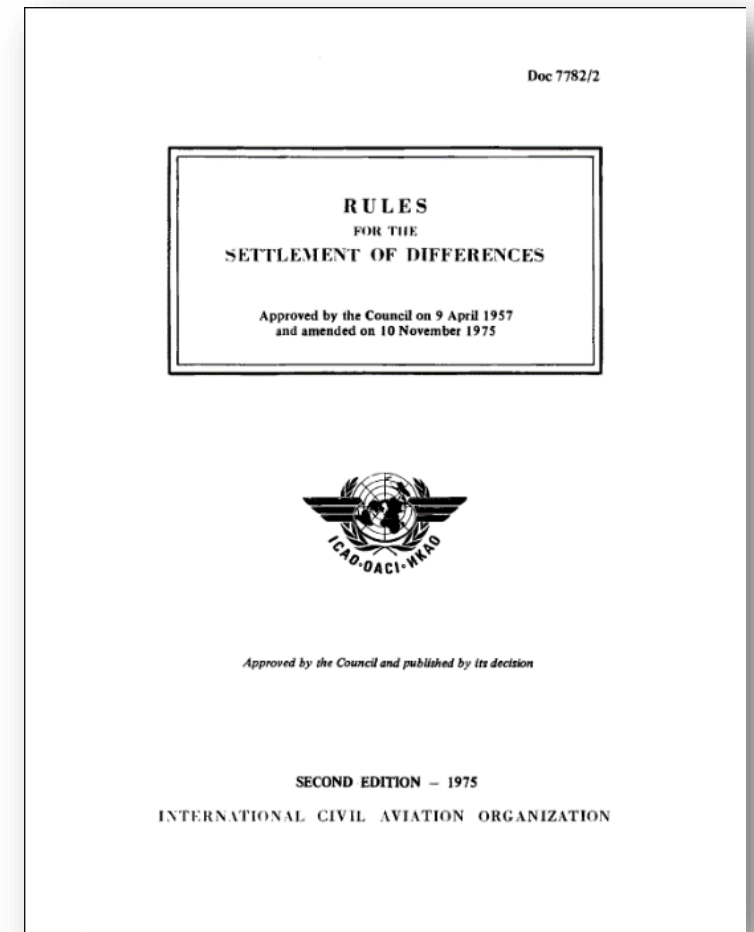 Doc 7782/2
RULES
FOR THE
SETTLEMENT OF DIFFERENCES
Approved by the Council on 9 April 1957
and amended on 10 November 1975
ICAO·OACI·ИКАО
Approved by the Council and published by its decision
SECOND EDITION – 1975
INTERNATIONAL CIVIL AVIATION ORGANIZATION